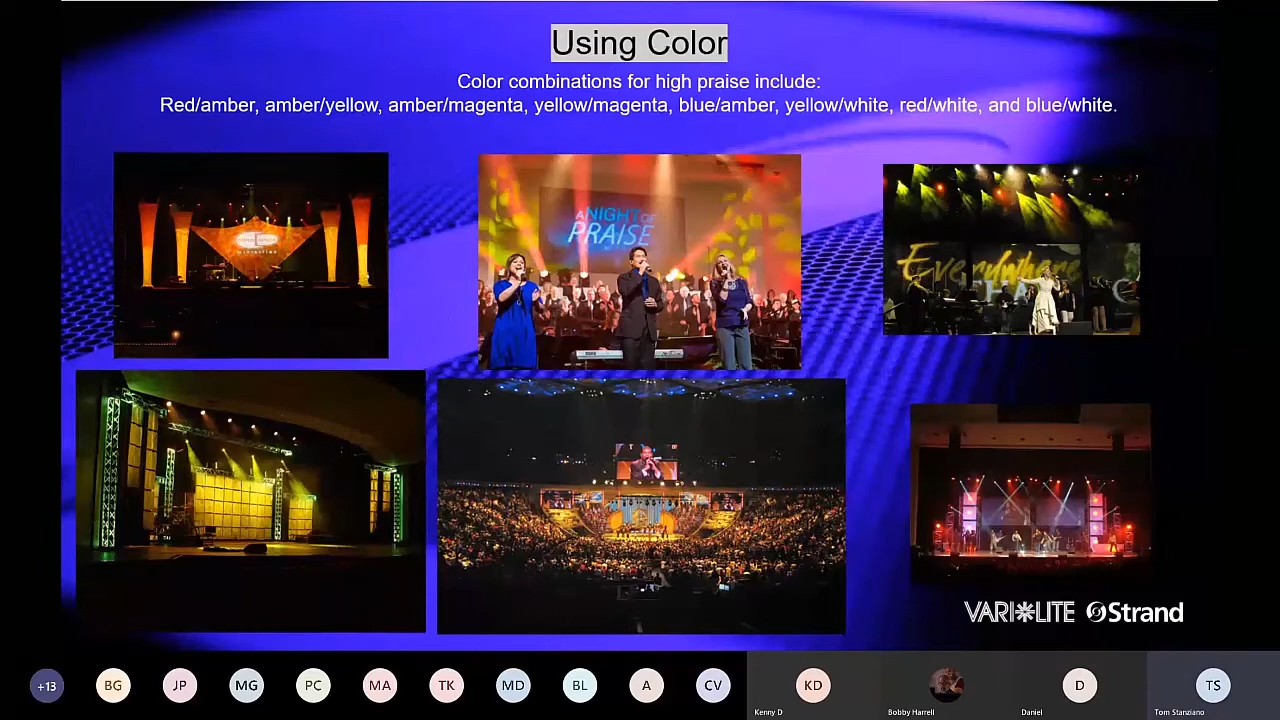 Using Color
Color combinations for high praise include:
Red/amber, amber/yellow, amber/magenta, yellow/magenta, blue/amber, yellow/white, red/white, and blue/white.
A NIGHT OF
PRAISE
Everywhere
VARI*LITE Strand
+13 BG JP MG PC MA TK MD BL A CV KD D TS
Kenny D Bobby Harrell Daniel Tom Stanziano